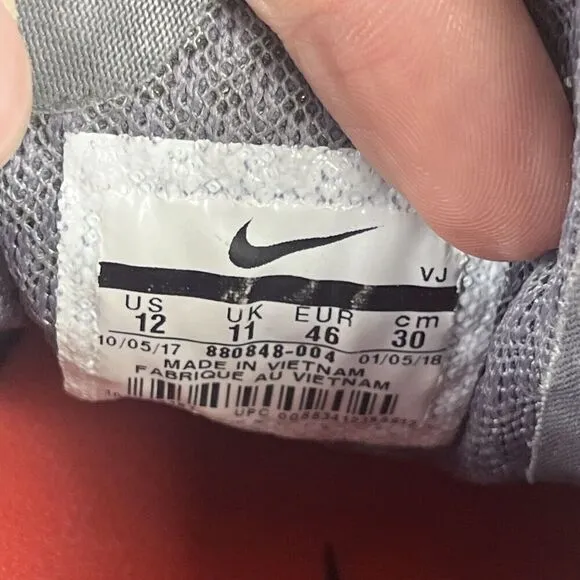 VJ
US UK EUR cm
12 11 46 30
10/05/17 880848-004 01/05/18
MADE IN VIETNAM
FABRIQUE AU VIETNAM
UPC